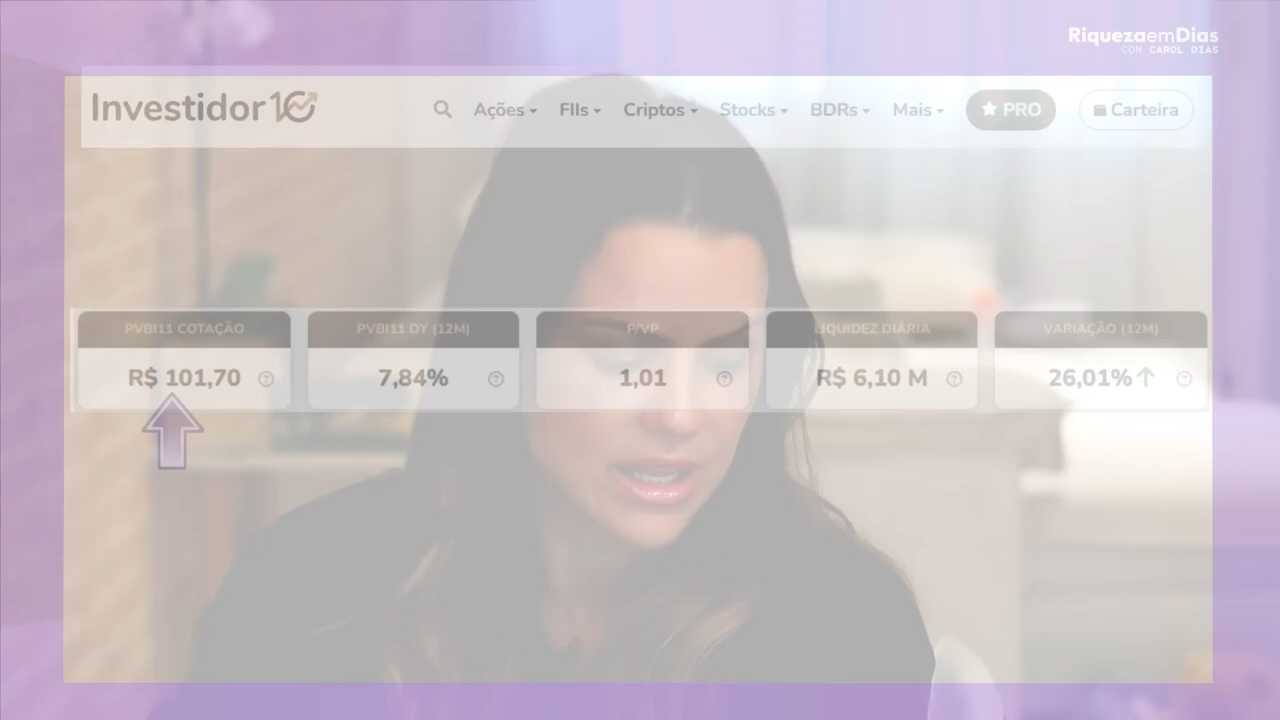 RiquezaemDias
COM CAROL DIAS
Investidor10
Ações FIIs Criptos Stocks BDRs Mais PRO Carteira
PVBI11 COTAÇÃO PVBI11 DY (12M) P/VP LIQUIDEZ DIÁRIA VARIAÇÃO (12M)
R$ 101,70 ? 7,84% ? 1,01 ? R$ 6,10 M ? 26,01% ?